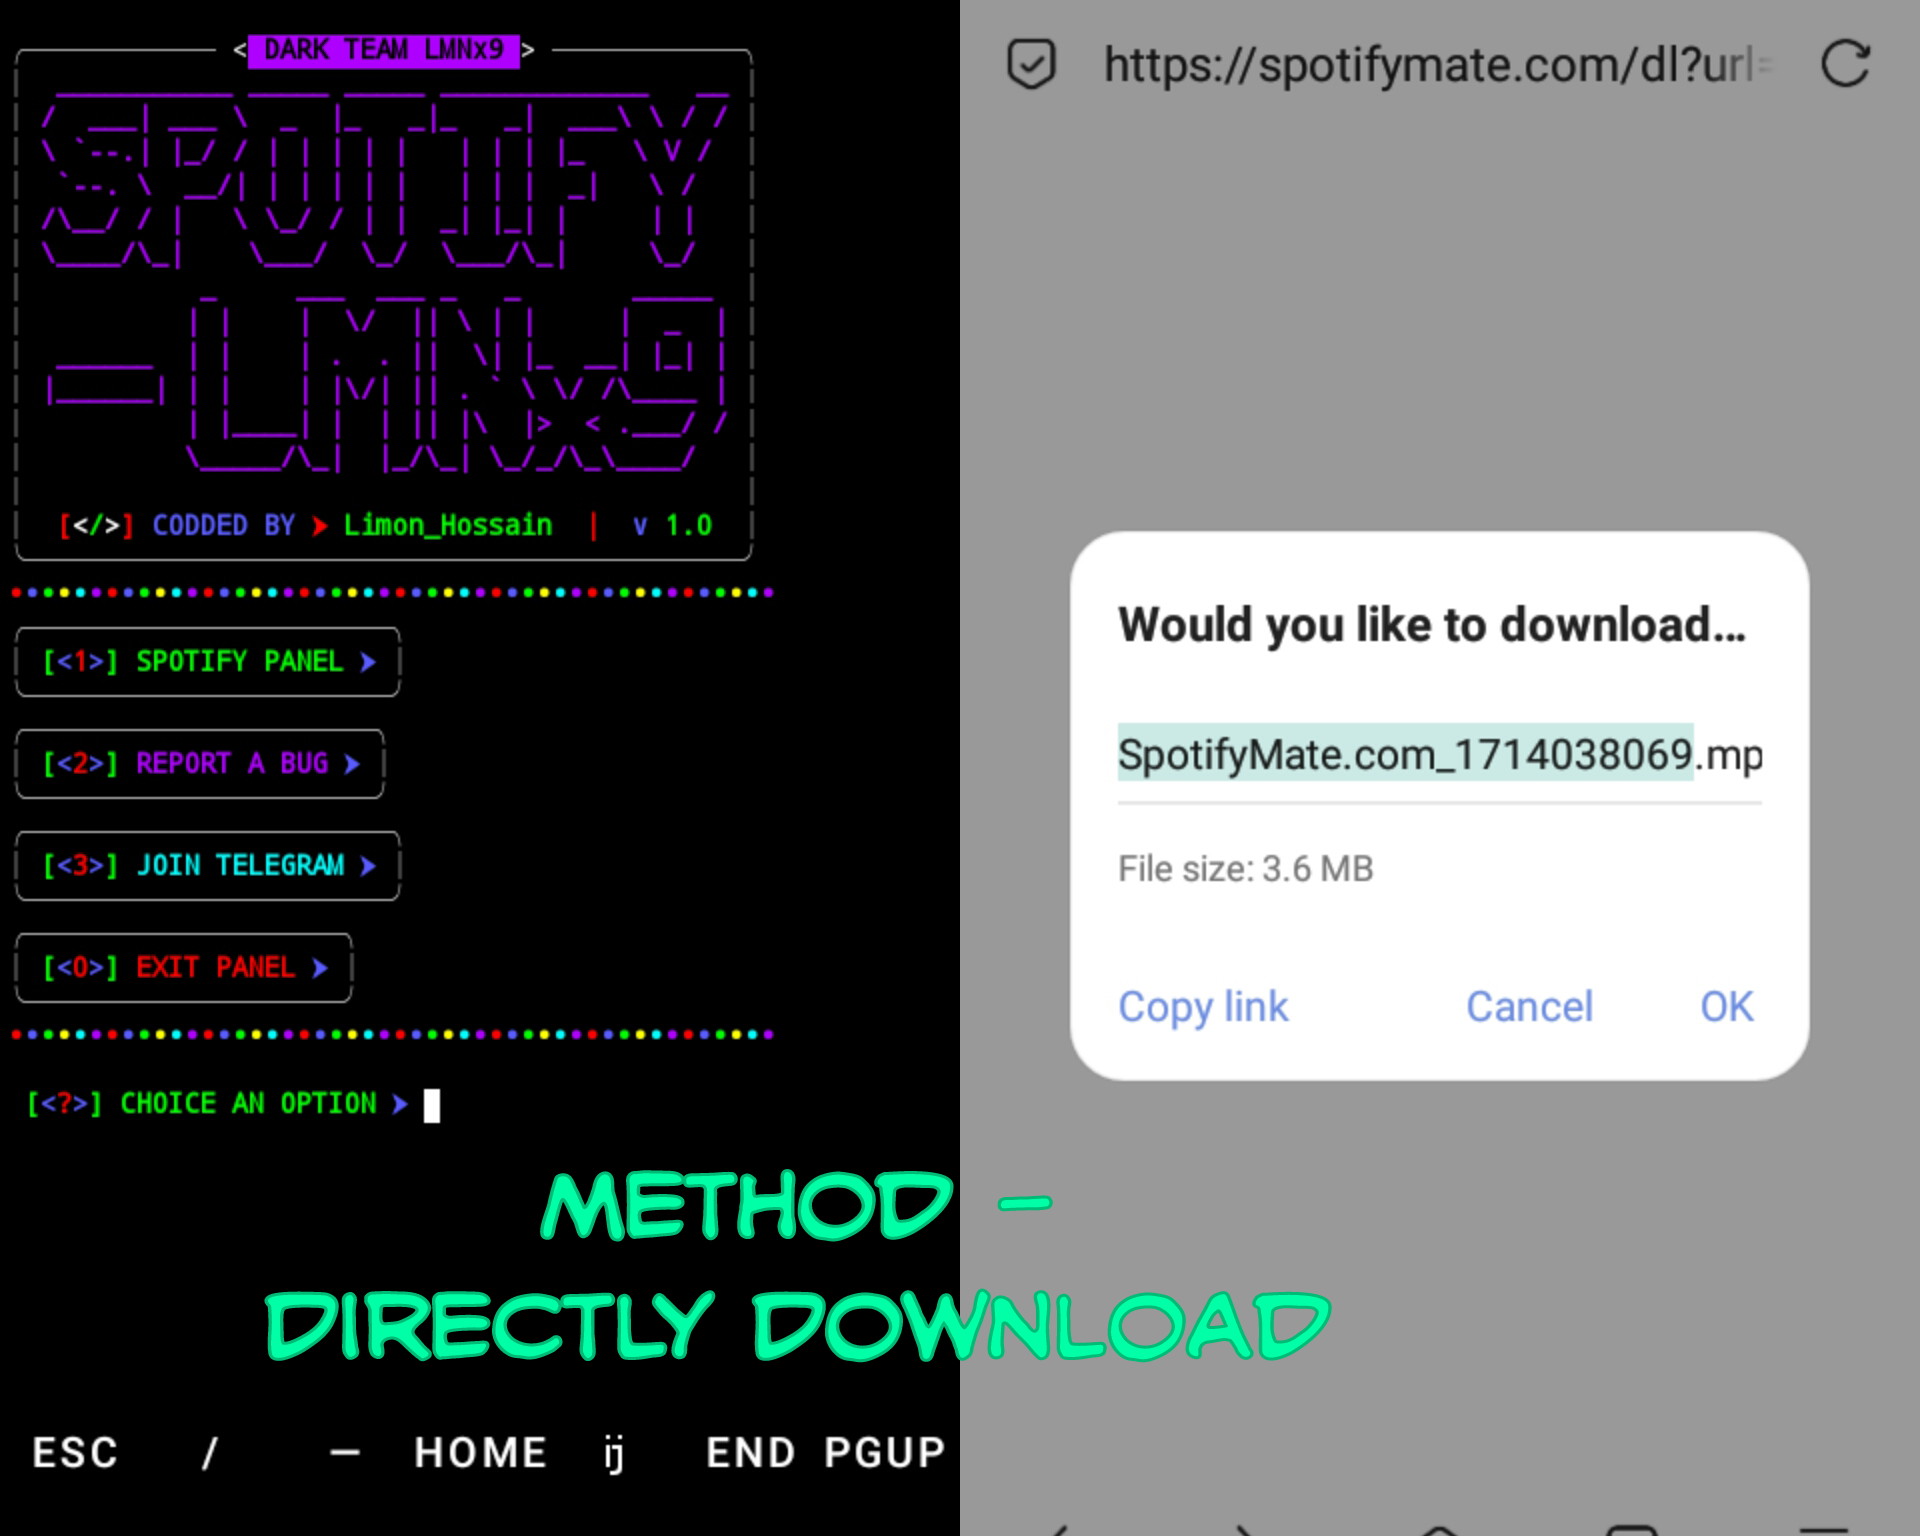 < DARK TEAM LMNx9 >
SPOTIFY
-LMNx9
[</>] CODDED BY ➤ Limon_Hossain | v 1.0
[<1>] SPOTIFY PANEL ➤
[<2>] REPORT A BUG ➤
[<3>] JOIN TELEGRAM ➤
[<0>] EXIT PANEL ➤
[<?>] CHOICE AN OPTION ➤
https://spotifymate.com/dl?url=
Would you like to download...
SpotifyMate.com_1714038069.mp
File size: 3.6 MB
Copy link Cancel OK
METHOD -
DIRECTLY DOWNLOAD
ESC / — HOME ij END PGUP